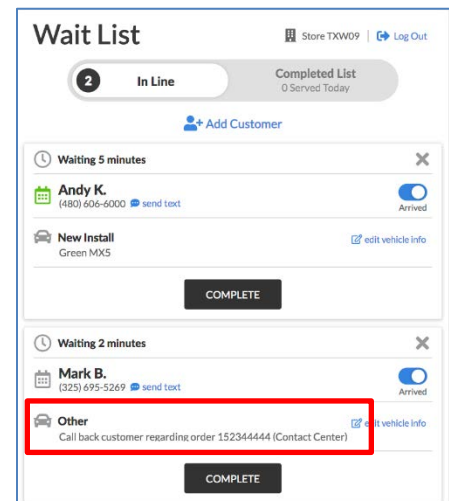 Wait List
Store TXW09 | Log Out
2 In Line
Completed List
0 Served Today
+ Add Customer
Waiting 5 minutes
Andy K.
(480) 606-6000 send text
Arrived
New Install
edit vehicle info
Green MX5
COMPLETE
Waiting 2 minutes
Mark B.
(325) 695-5269 send text
Arrived
Other
edit vehicle info
Call back customer regarding order 152344444 (Contact Center)
COMPLETE